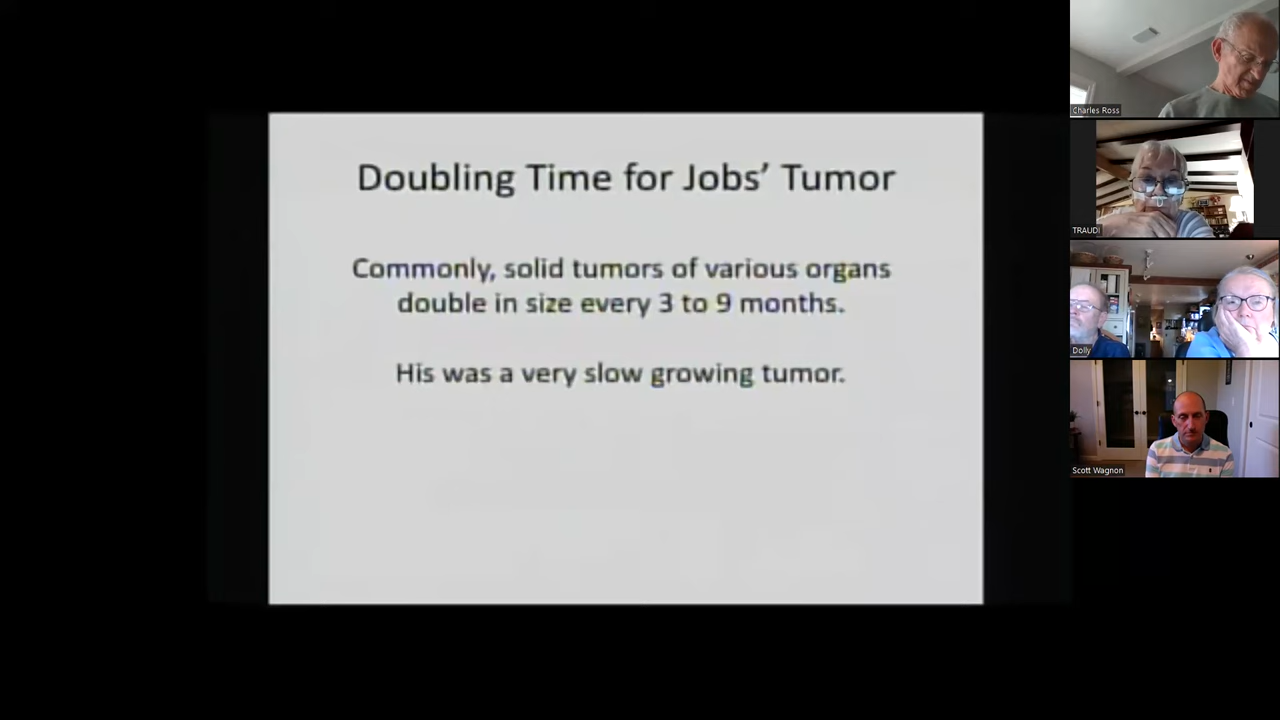 Doubling Time for Jobs’ Tumor
Commonly, solid tumors of various organs
double in size every 3 to 9 months.
His was a very slow growing tumor.
Charles Ross
TRAUDI
Dolly
Scott Wagnon